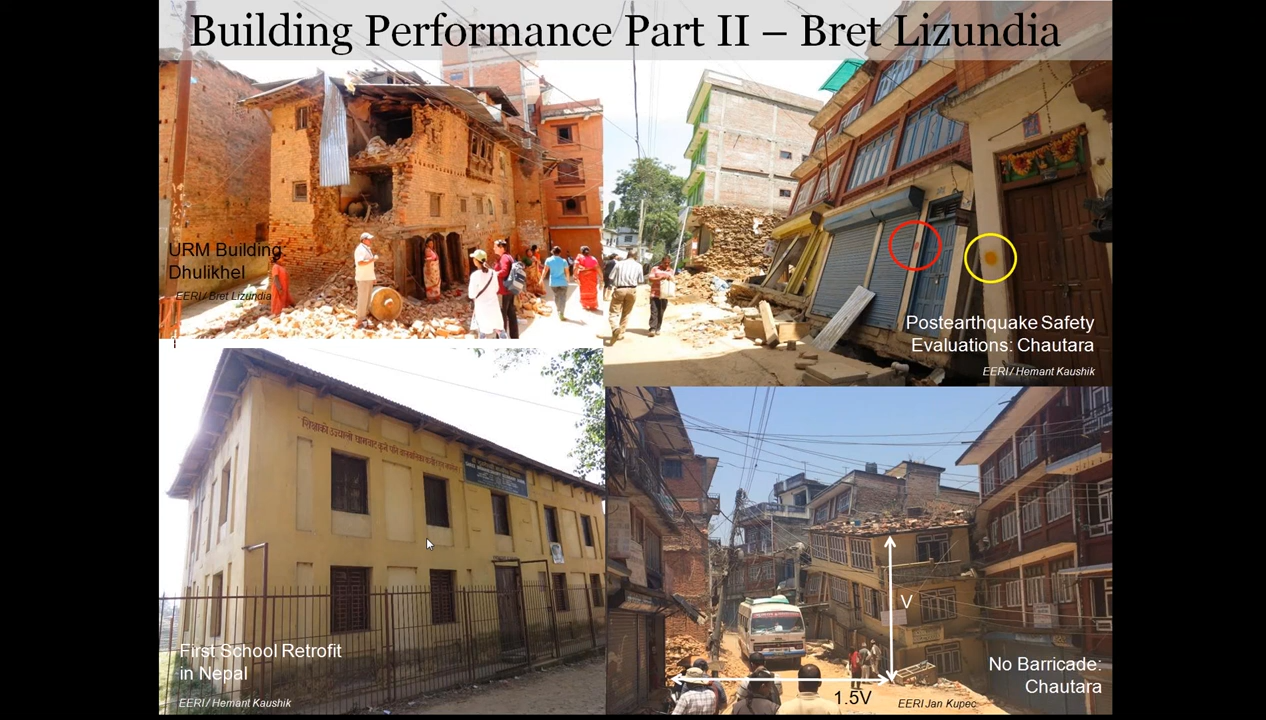 Building Performance Part II – Bret Lizundia
URM Building:
Dhulikhel
EERI / Bret Lizundia
Postearthquake Safety
Evaluations: Chautara
EERI / Hemant Kaushik
First School Retrofit
in Nepal
EERI / Hemant Kaushik
V
1.5V
No Barricade:
Chautara
EERI Jan Kupec